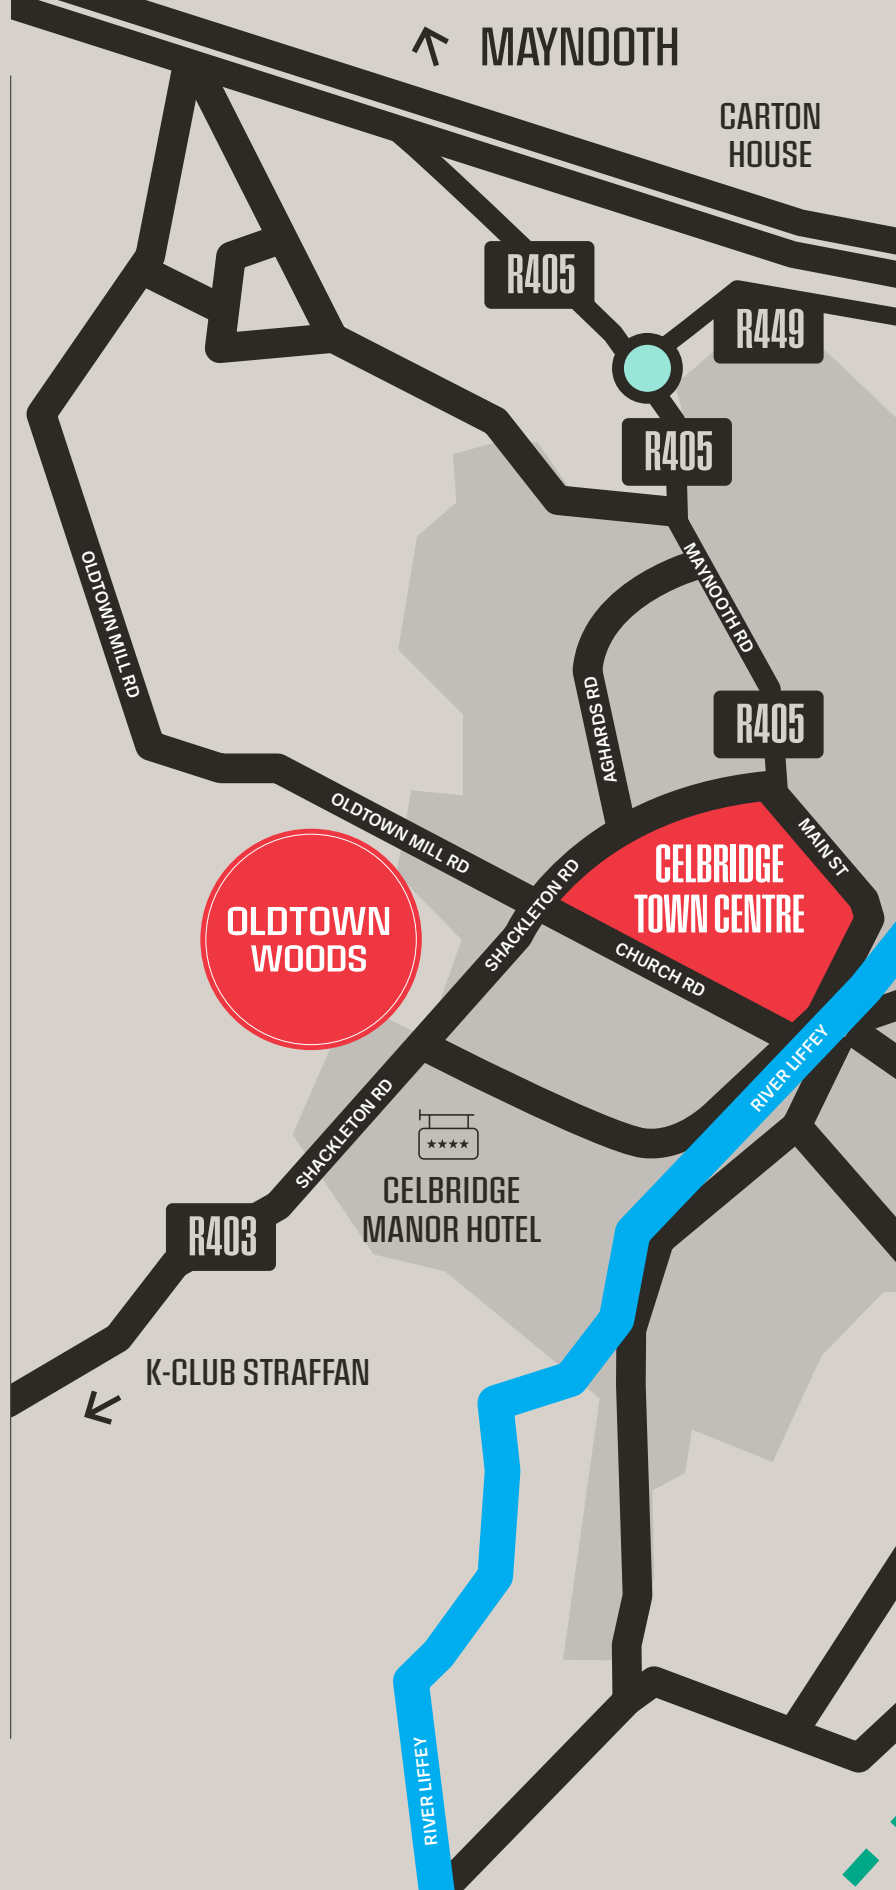 MAYNOOTH
CARTON
HOUSE
R405
R449
R405
MAYNOOTH RD
OLDTOWN MILL RD
AGHARDS RD
R405
OLDTOWN MILL RD
MAIN ST
CELBRIDGE
TOWN CENTRE
SHACKLETON RD
OLDTOWN
WOODS
CHURCH RD
RIVER LIFFEY
SHACKLETON RD
CELBRIDGE
MANOR HOTEL
R403
K-CLUB STRAFFAN
RIVER LIFFEY